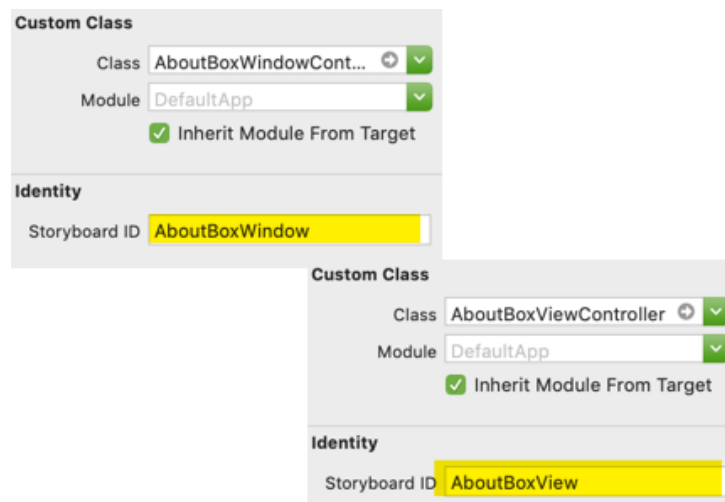 Custom Class
Class AboutBoxWindowCont...
Module DefaultApp
Inherit Module From Target
Identity
Storyboard ID AboutBoxWindow
Custom Class
Class AboutBoxViewController
Module DefaultApp
Inherit Module From Target
Identity
Storyboard ID AboutBoxView